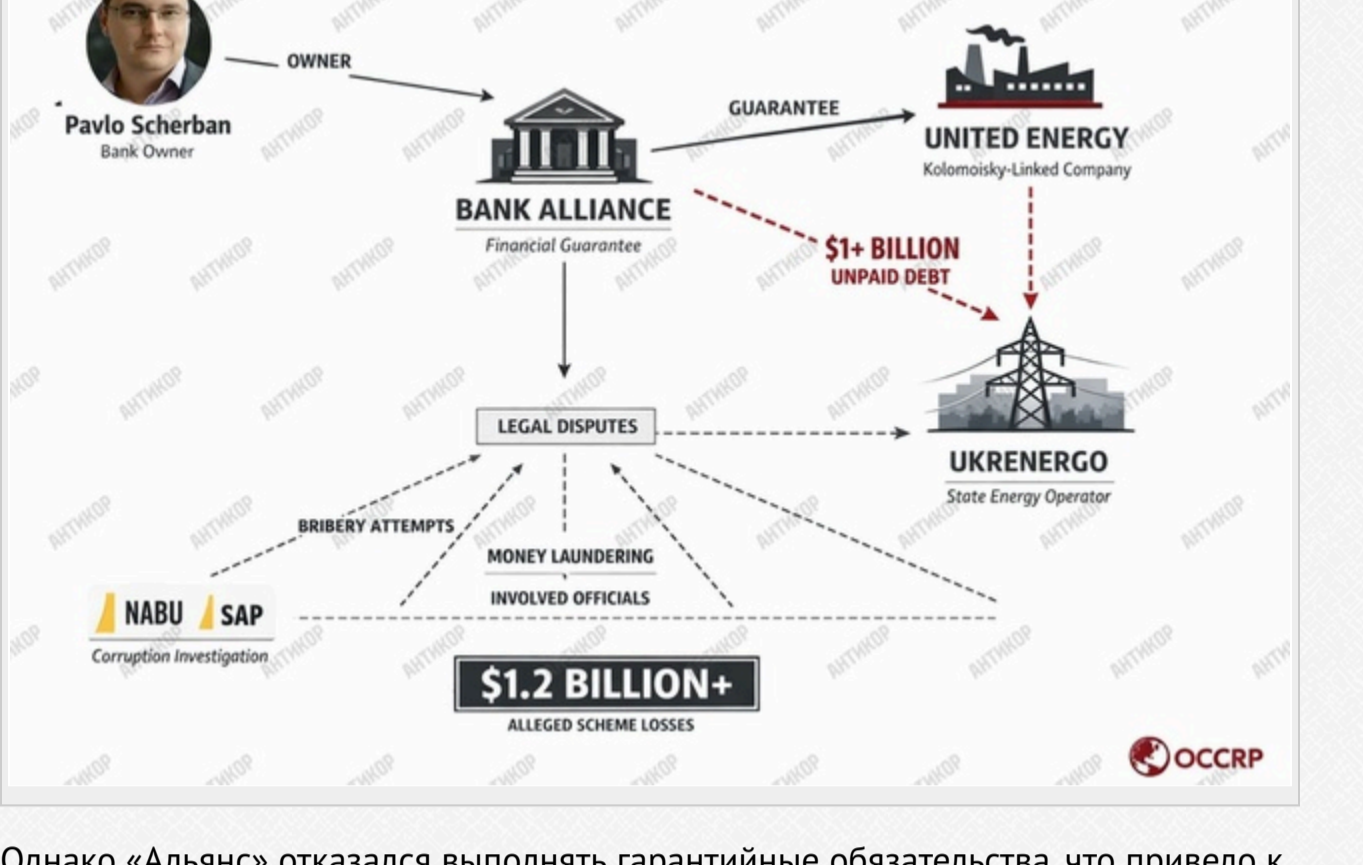 OWNER
Pavlo Scherban
Bank Owner
GUARANTEE
UNITED ENERGY
Kolomoisky-Linked Company
BANK ALLIANCE
Financial Guarantee
$1+ BILLION
UNPAID DEBT
LEGAL DISPUTES
UKRENERGO
State Energy Operator
BRIBERY ATTEMPTS
MONEY LAUNDERING
INVOLVED OFFICIALS
NABU SAP
Corruption Investigation
$1.2 BILLION+
ALLEGED SCHEME LOSSES
OCCRP
АНТИКОР
Однако «Альянс» отказался выполнять гарантийные обязательства, что привело к